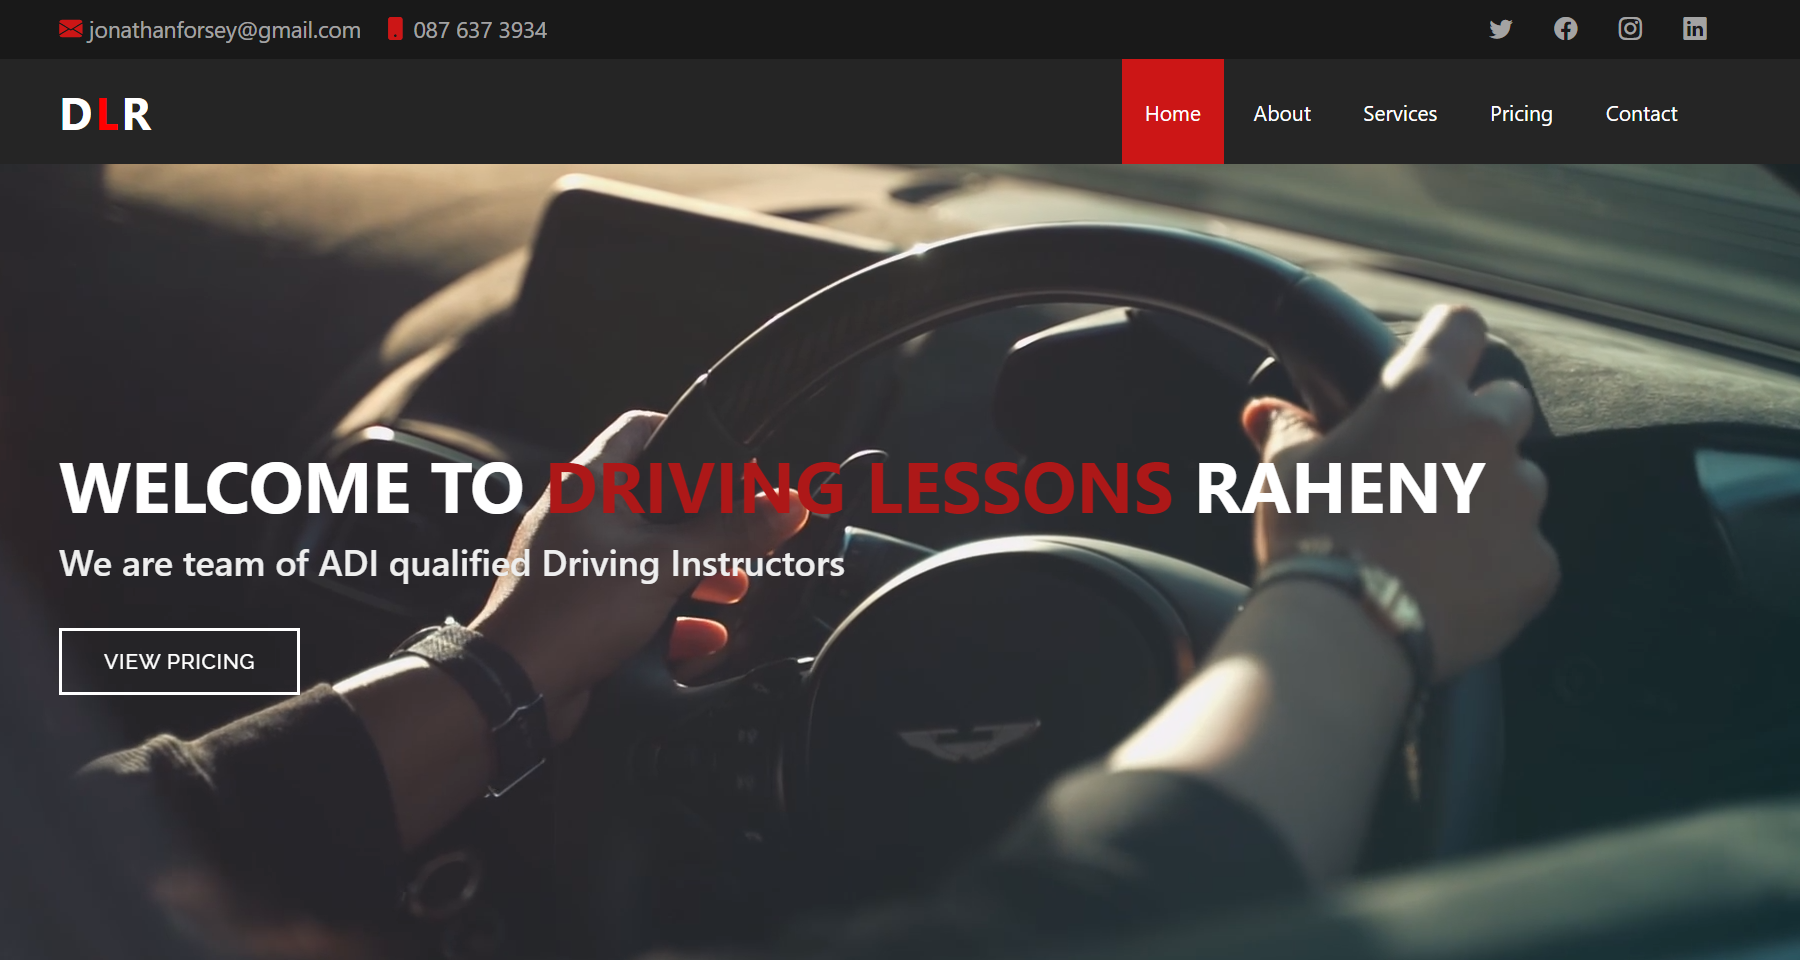 jonathanforsey@gmail.com 087 637 3934
DLR
Home About Services Pricing Contact
WELCOME TO DRIVING LESSONS RAHENY
We are team of ADI qualified Driving Instructors
VIEW PRICING